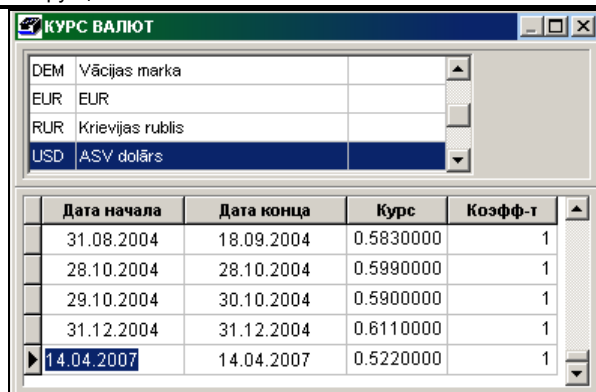 КУРС ВАЛЮТ
DEM Vācijas marka
EUR EUR
RUR Krievijas rublis
USD ASV dolārs
Дата начала Дата конца Курс Коэфф-т
31.08.2004 18.09.2004 0.5830000 1
28.10.2004 28.10.2004 0.5990000 1
29.10.2004 30.10.2004 0.5900000 1
31.12.2004 31.12.2004 0.6110000 1
14.04.2007 14.04.2007 0.5220000 1